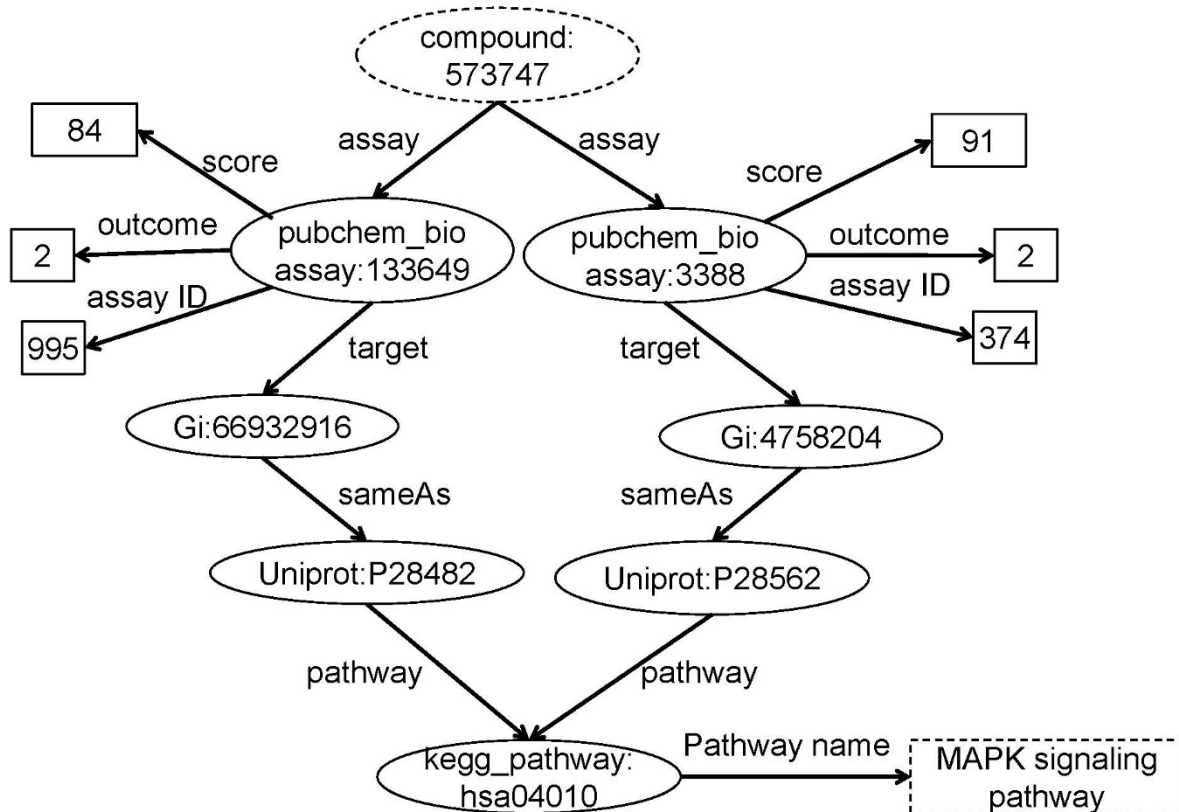 compound:
573747
84
91
assay
assay
score
score
pubchem_bio
assay:133649
pubchem_bio
assay:3388
outcome
outcome
2
2
assay ID
assay ID
995
374
target
target
Gi:66932916
Gi:4758204
sameAs
sameAs
Uniprot:P28482
Uniprot:P28562
pathway
pathway
kegg_pathway:
hsa04010
Pathway name
MAPK signaling
pathway